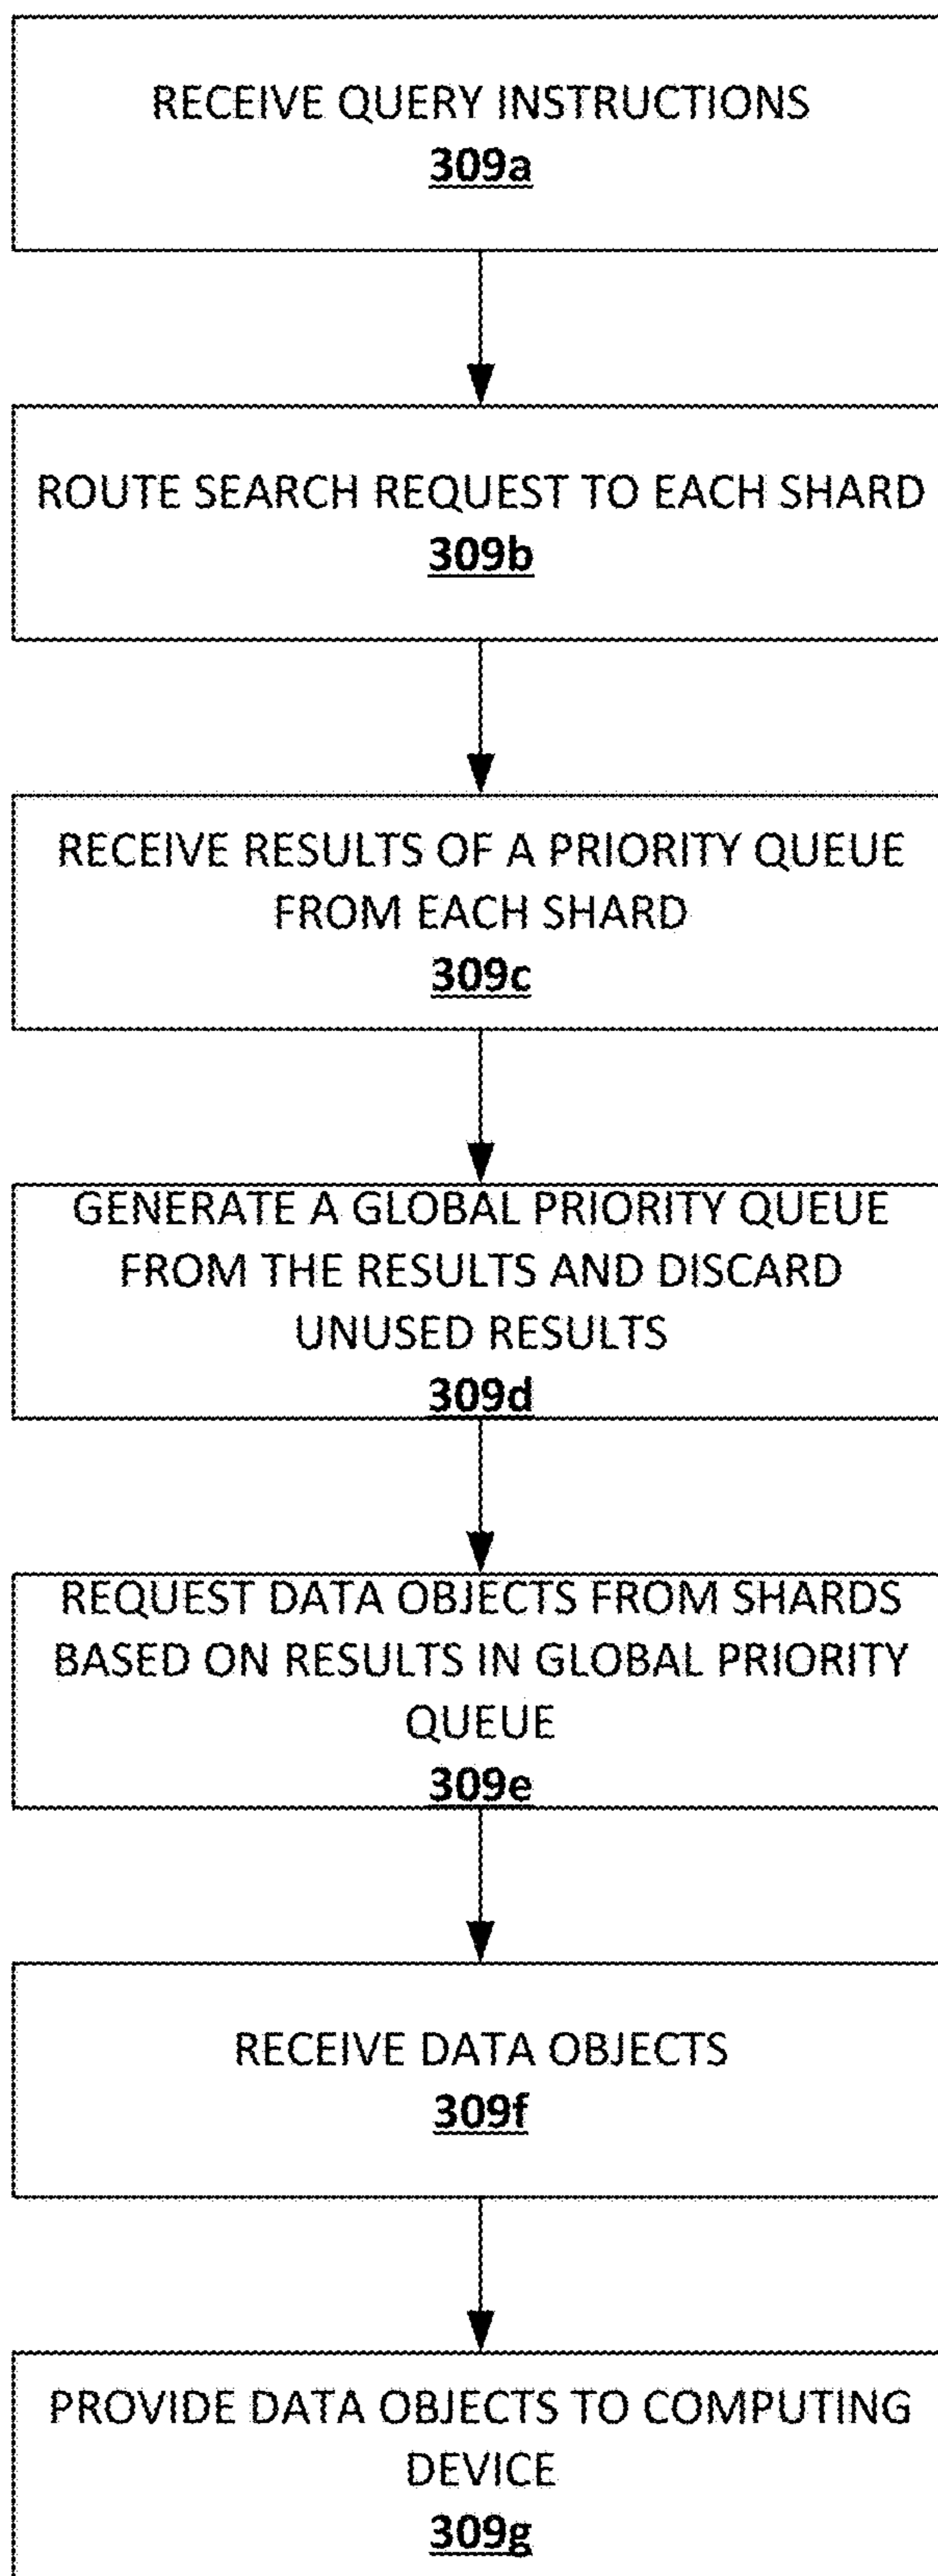 RECEIVE QUERY INSTRUCTIONS
309a
ROUTE SEARCH REQUEST TO EACH SHARD
309b
RECEIVE RESULTS OF A PRIORITY QUEUE
FROM EACH SHARD
309c
GENERATE A GLOBAL PRIORITY QUEUE
FROM THE RESULTS AND DISCARD
UNUSED RESULTS
309d
REQUEST DATA OBJECTS FROM SHARDS
BASED ON RESULTS IN GLOBAL PRIORITY
QUEUE
309e
RECEIVE DATA OBJECTS
309f
PROVIDE DATA OBJECTS TO COMPUTING
DEVICE
309g